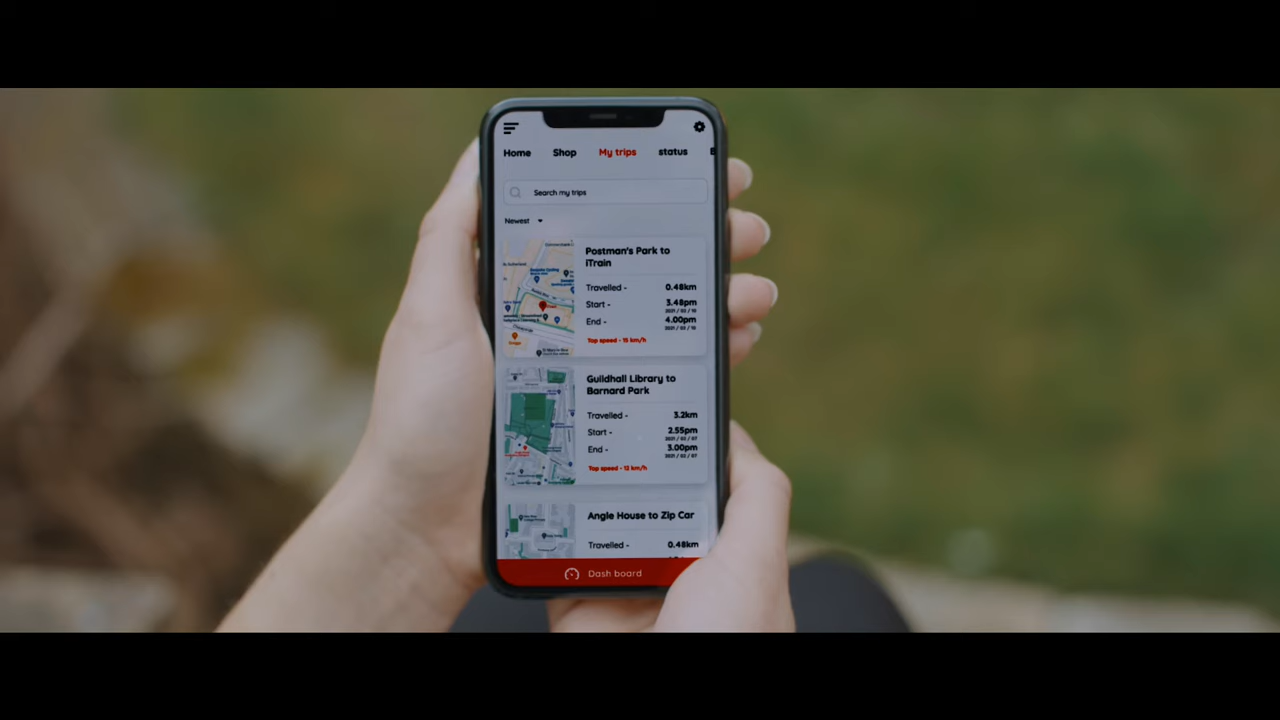 Home Shop My trips status
Search my trips
Newest
Postman's Park to
iTrain
Travelled - 0.48km
Start - 3.48pm
End - 4.00pm
Top speed - 15 km/h
Guildhall Library to
Barnard Park
Travelled - 3.2km
Start - 2.55pm
End - 3.00pm
Top speed - 12 km/h
Angle House to Zip Car
Travelled - 0.48km
Dash board